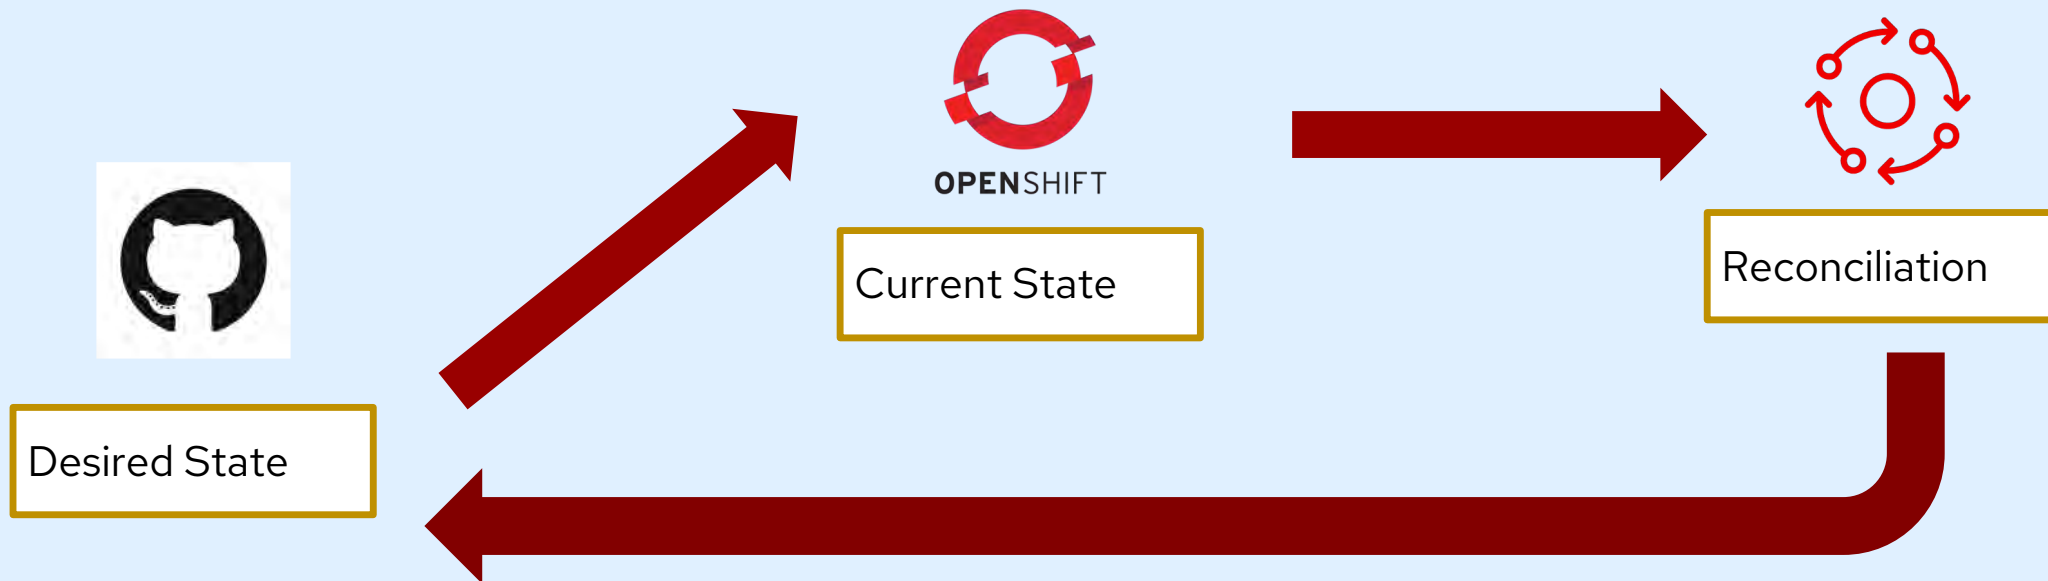 OPENSHIFT
Current State
Reconciliation
Desired State